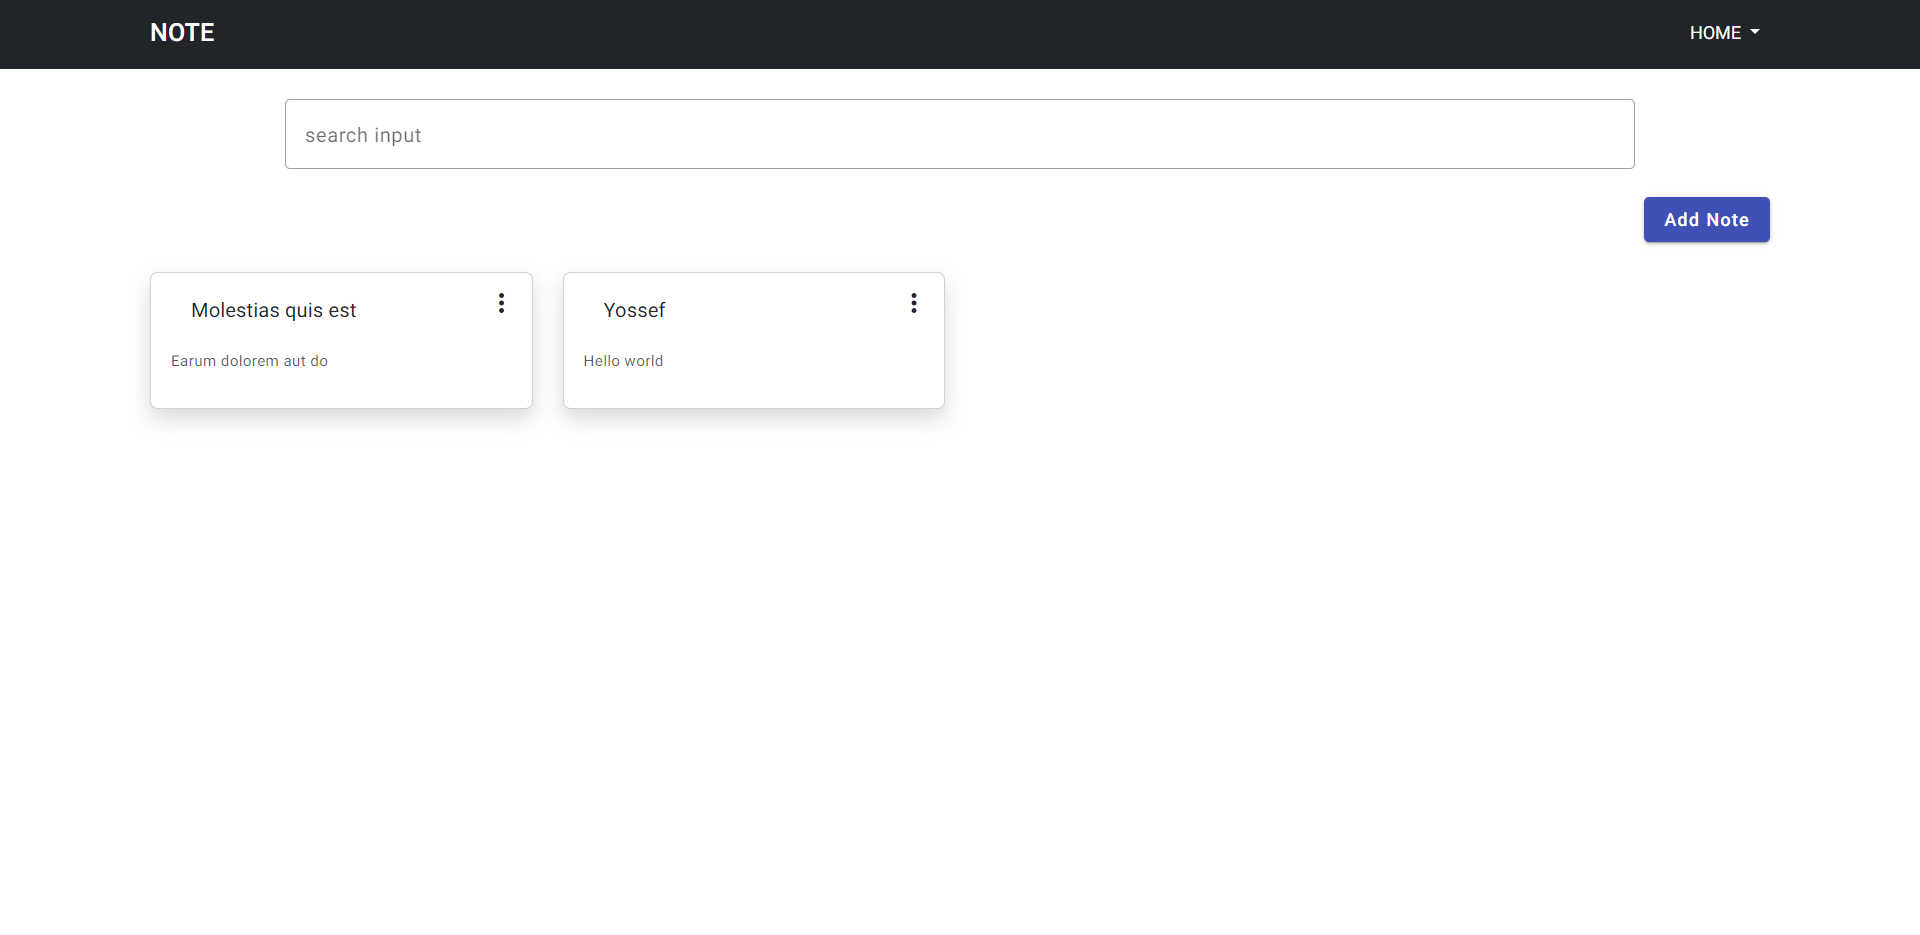 NOTE
HOME
search input
Add Note
Molestias quis est
Earum dolorem aut do
Yossef
Hello world